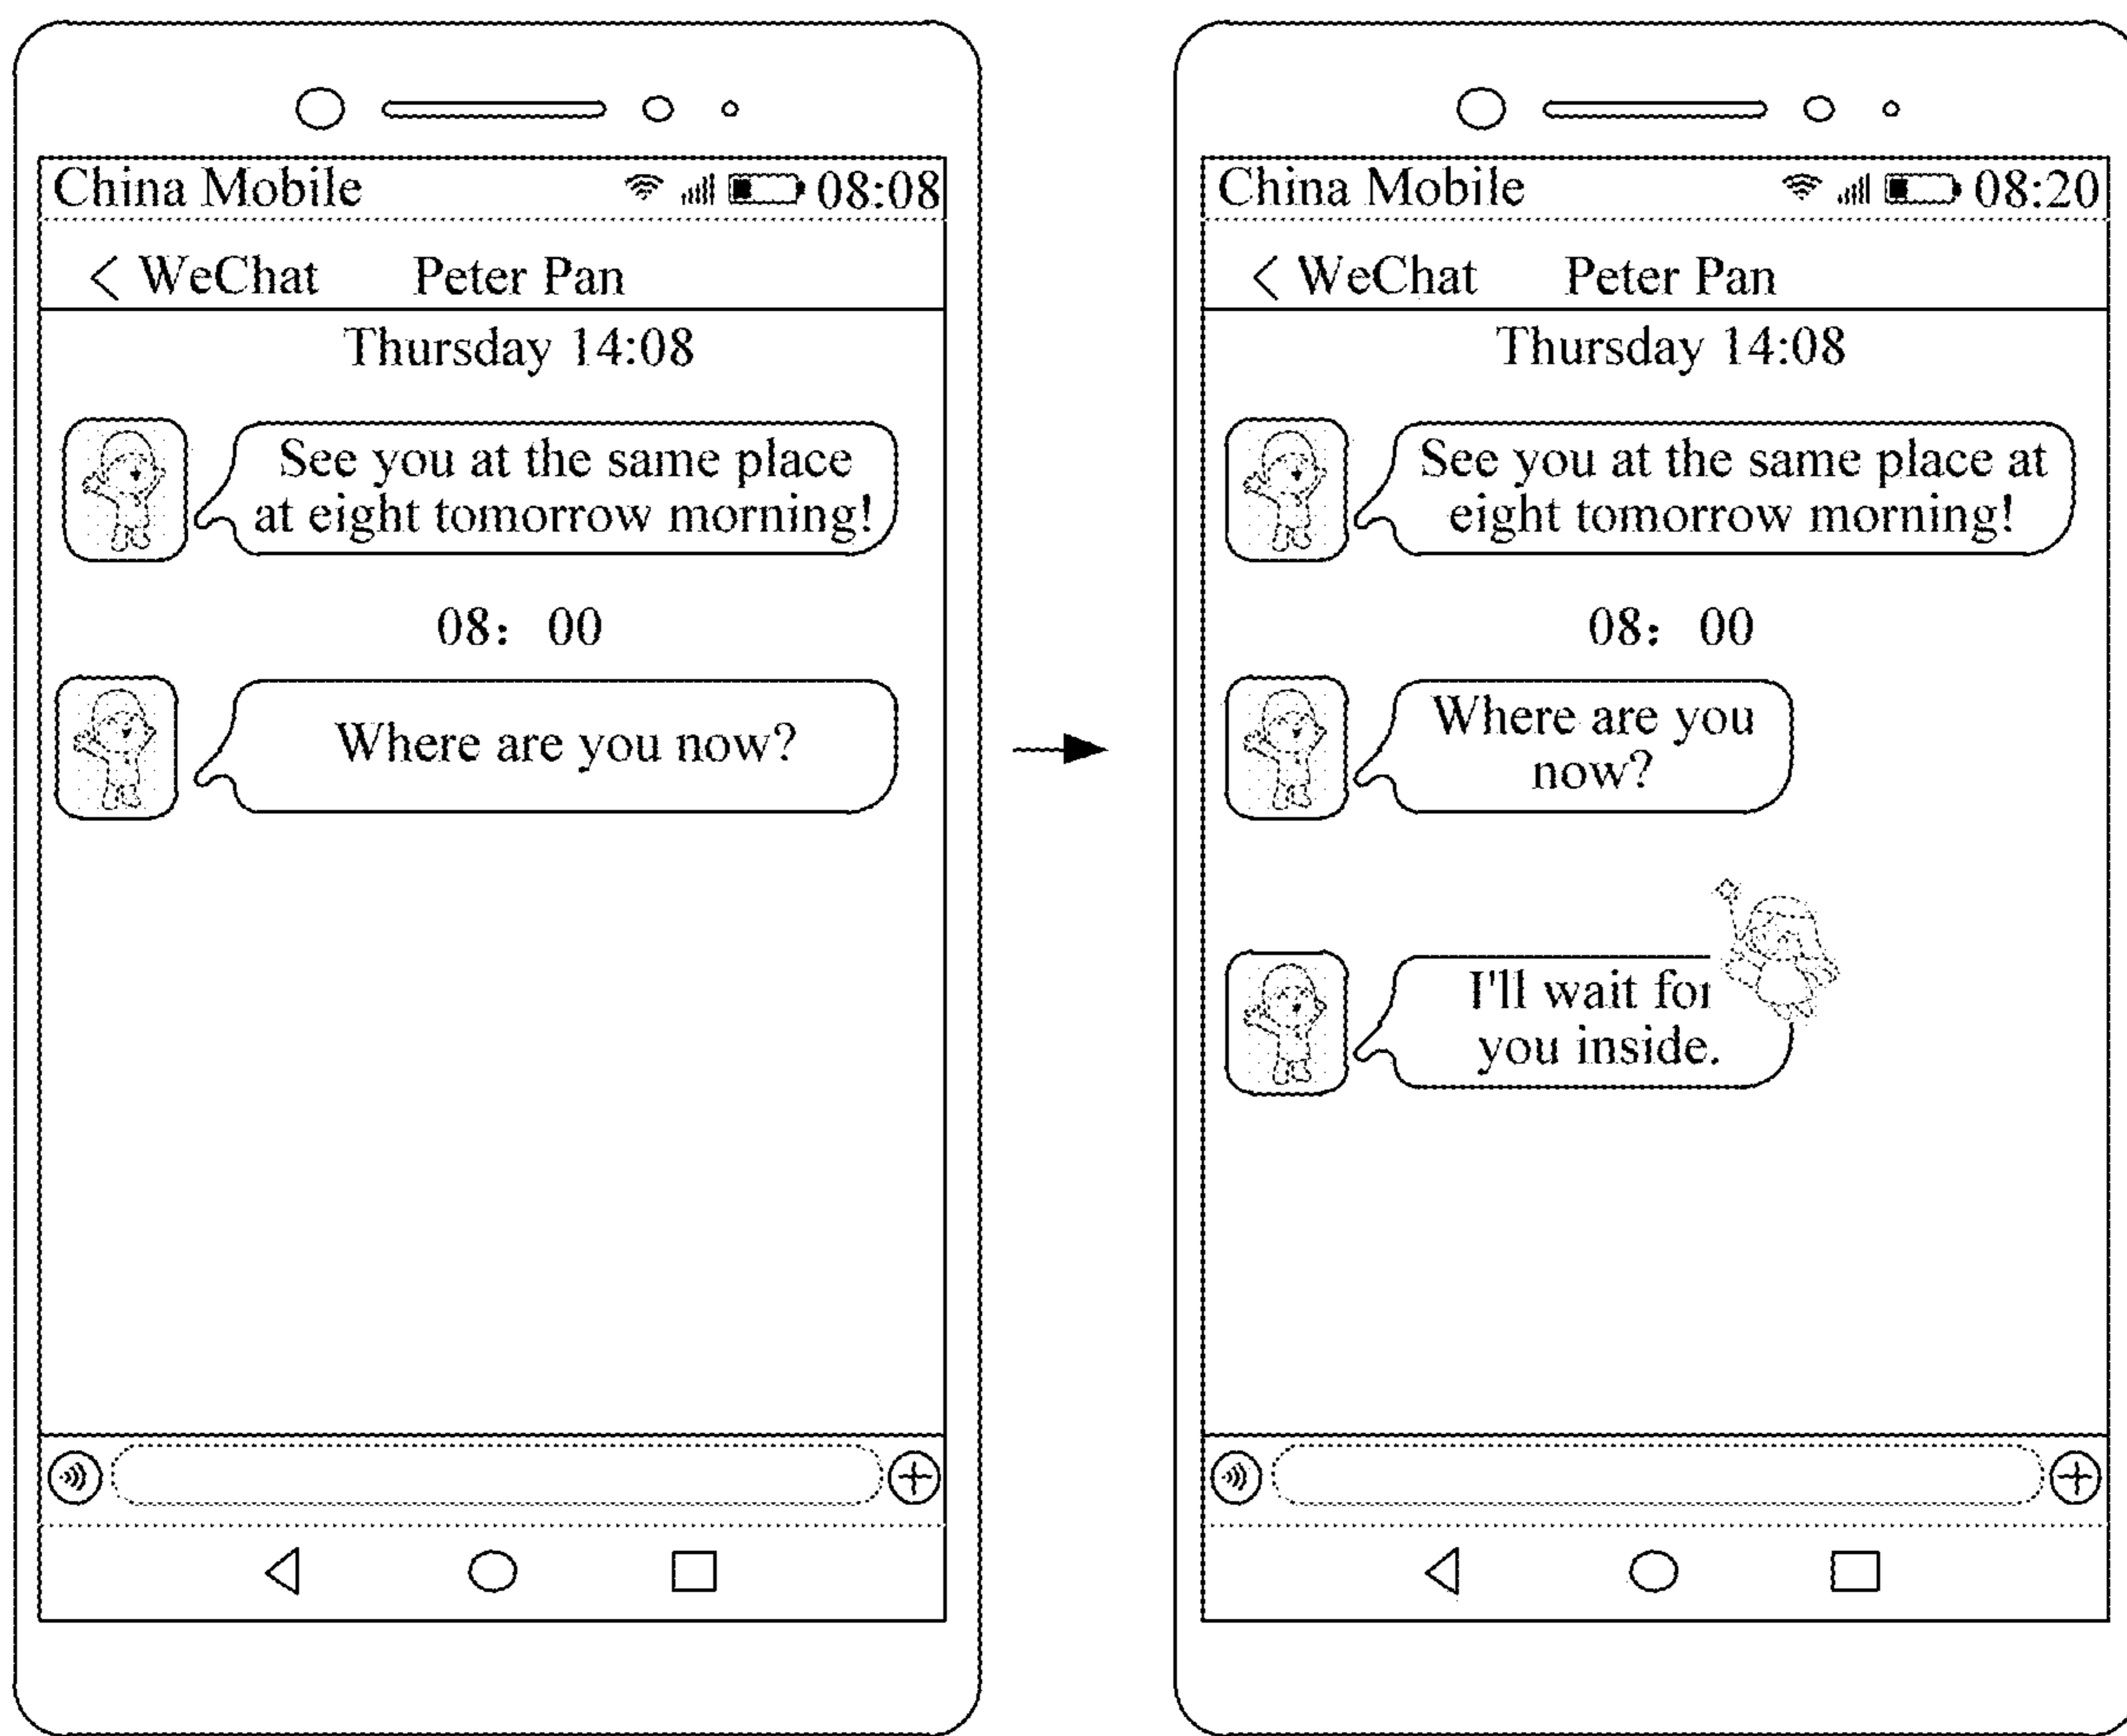 China Mobile 08:08
< WeChat Peter Pan
Thursday 14:08
See you at the same place
at eight tomorrow morning!
08: 00
Where are you now?
China Mobile 08:20
< WeChat Peter Pan
Thursday 14:08
See you at the same place at
eight tomorrow morning!
08: 00
Where are you
now?
I'll wait for
you inside.